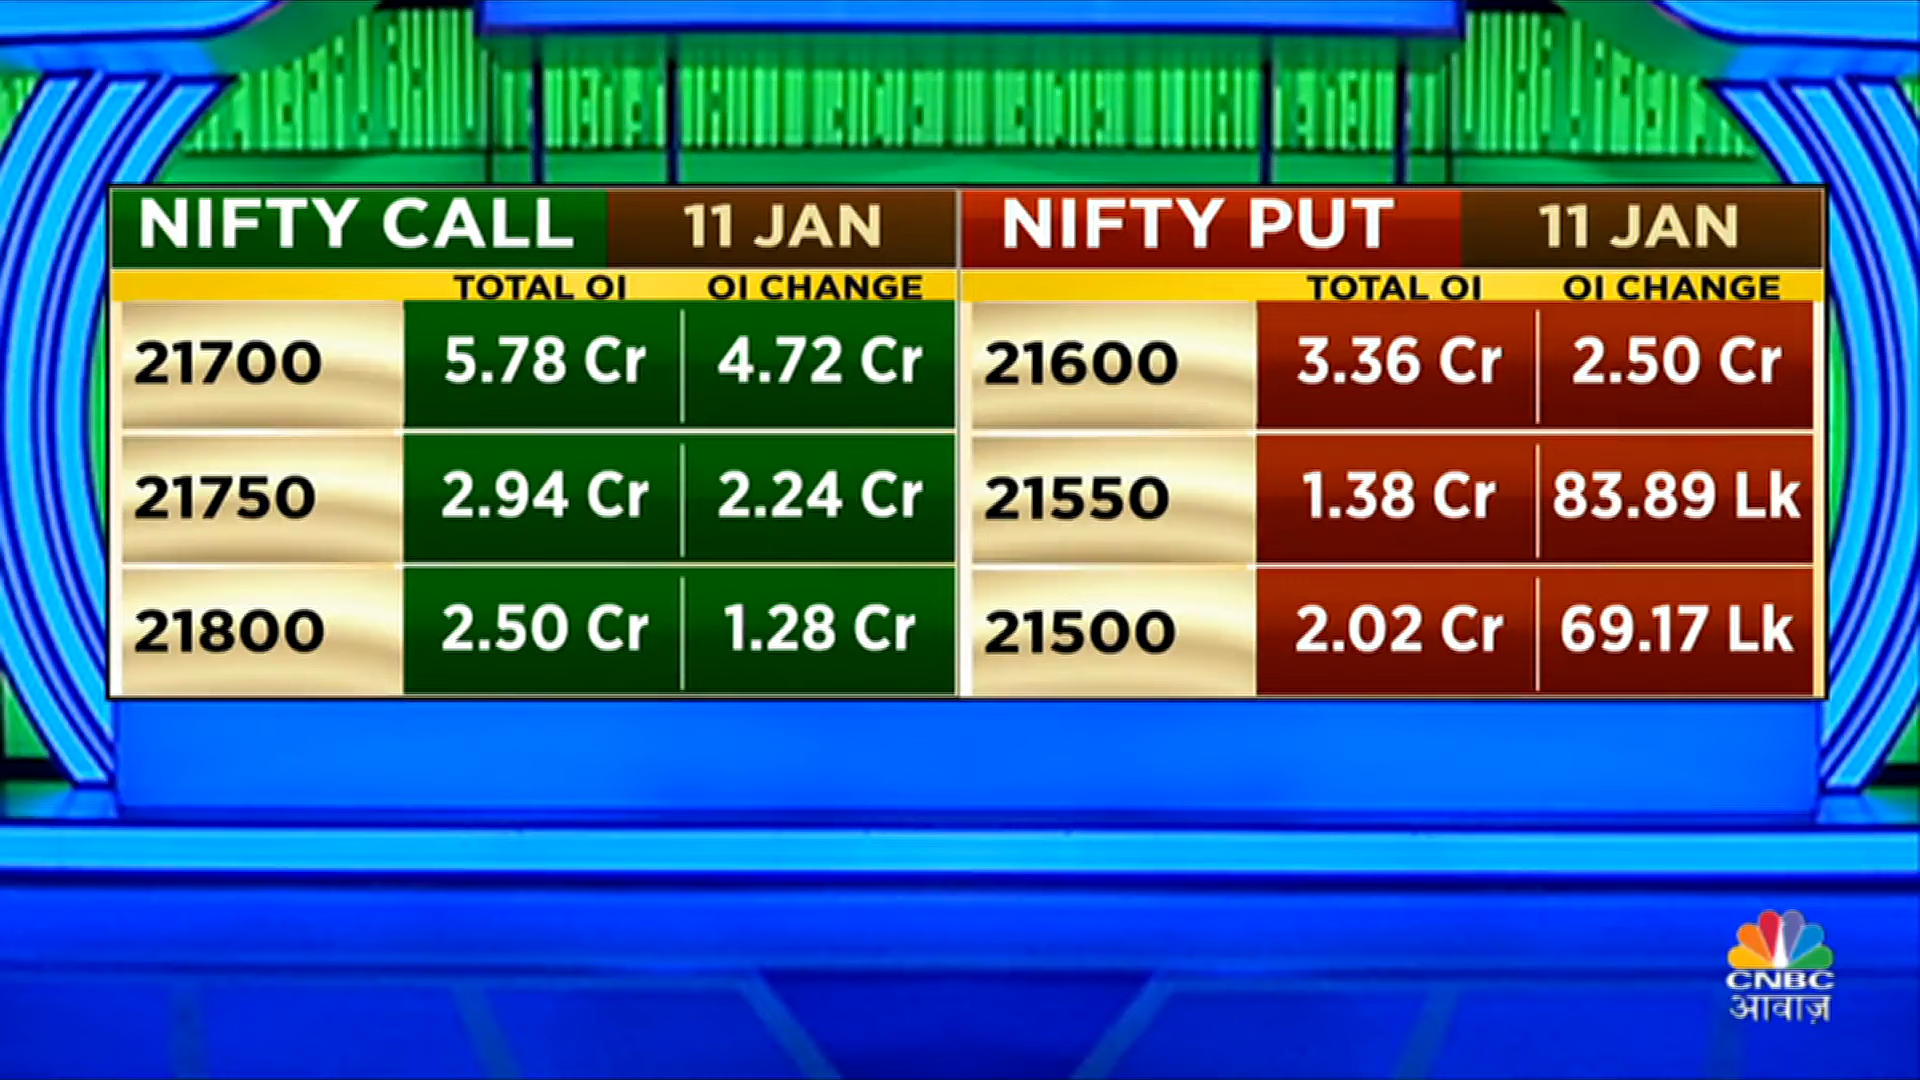 NIFTY CALL 11 JAN NIFTY PUT 11 JAN
TOTAL OI OI CHANGE TOTAL OI OI CHANGE
21700 5.78 Cr 4.72 Cr 21600 3.36 Cr 2.50 Cr
21750 2.94 Cr 2.24 Cr 21550 1.38 Cr 83.89 Lk
21800 2.50 Cr 1.28 Cr 21500 2.02 Cr 69.17 Lk
CNBC
आवाज़